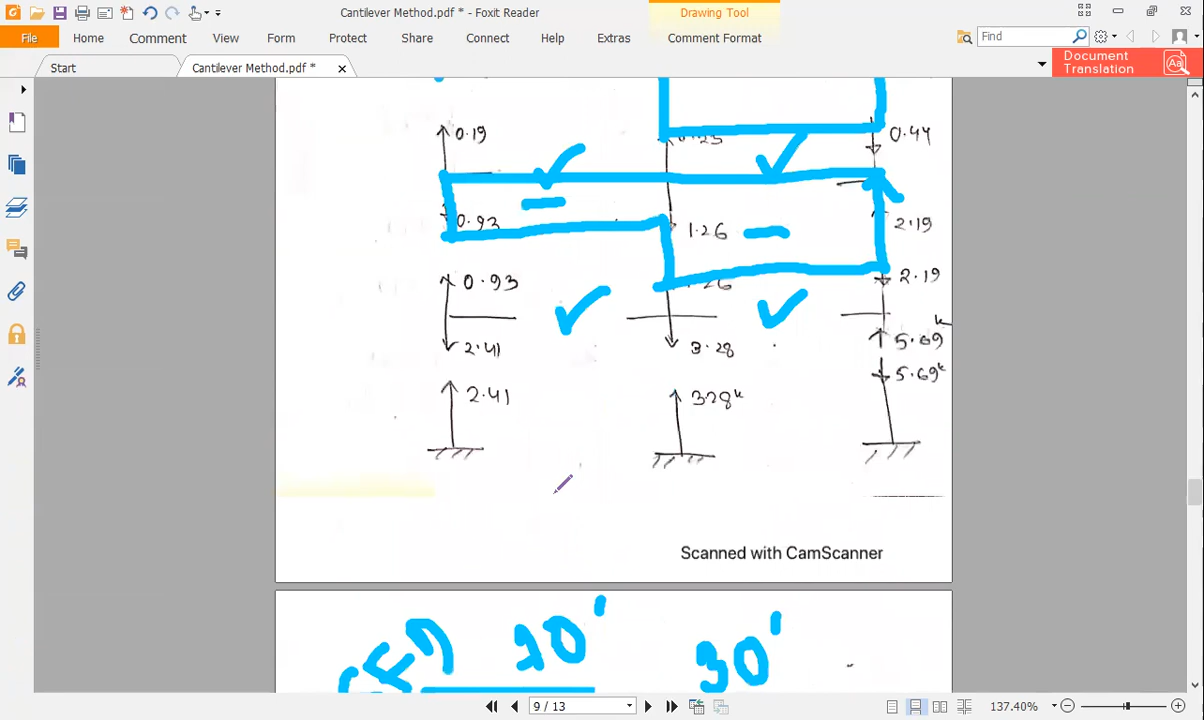 Cantilever Method.pdf * - Foxit Reader
Drawing Tool
File
Home
Comment
View
Form
Protect
Share
Connect
Help
Extras
Comment Format
Find
Start
Cantilever Method.pdf *
Document Translation
0.19
0.44
0.93
1.26
2.19
0.93
2.19
2.41
3.28
5.69k
5.69k
2.41
3.28k
Scanned with CamScanner
20'
30'
9 / 13
137.40%